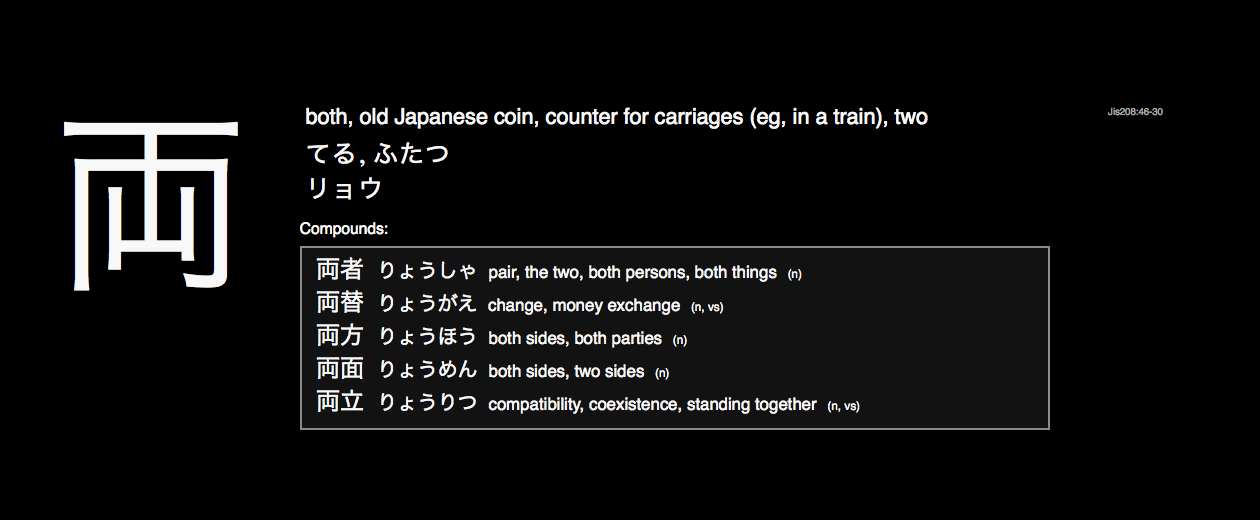 両
both, old Japanese coin, counter for carriages (eg, in a train), two
Jis208:46-30
てる, ふたつ
リョウ
Compounds:
両者 りょうしゃ pair, the two, both persons, both things (n)
両替 りょうがえ change, money exchange (n, vs)
両方 りょうほう both sides, both parties (n)
両面 りょうめん both sides, two sides (n)
両立 りょうりつ compatibility, coexistence, standing together (n, vs)